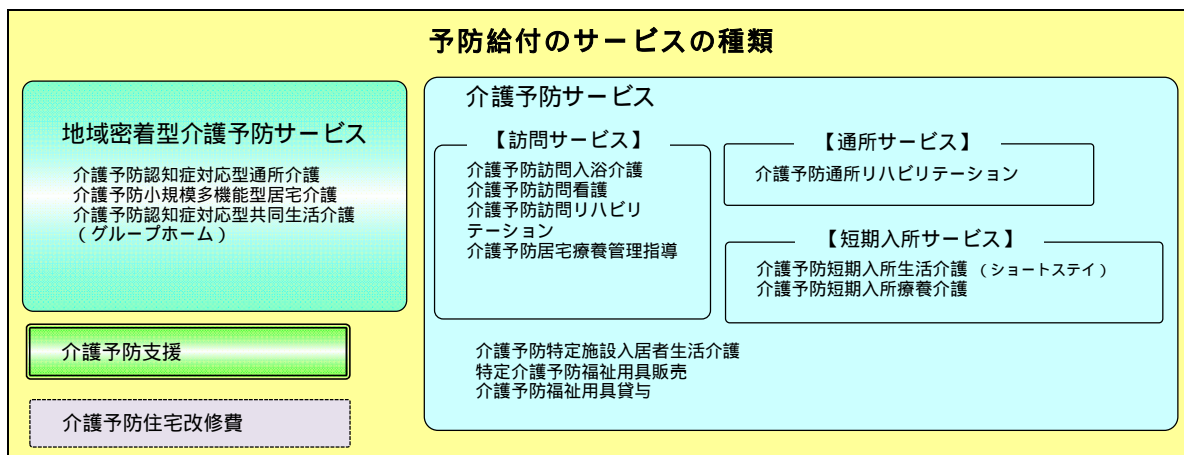 予防給付のサービスの種類
地域密着型介護予防サービス
介護予防認知症対応型通所介護
介護予防小規模多機能型居宅介護
介護予防認知症対応型共同生活介護
（グループホーム）
介護予防支援
介護予防住宅改修費
介護予防サービス
【訪問サービス】
介護予防訪問入浴介護
介護予防訪問看護
介護予防訪問リハビリ
テーション
介護予防居宅療養管理指導
【通所サービス】
介護予防通所リハビリテーション
【短期入所サービス】
介護予防短期入所生活介護（ショートステイ）
介護予防短期入所療養介護
介護予防特定施設入居者生活介護
特定介護予防福祉用具販売
介護予防福祉用具貸与